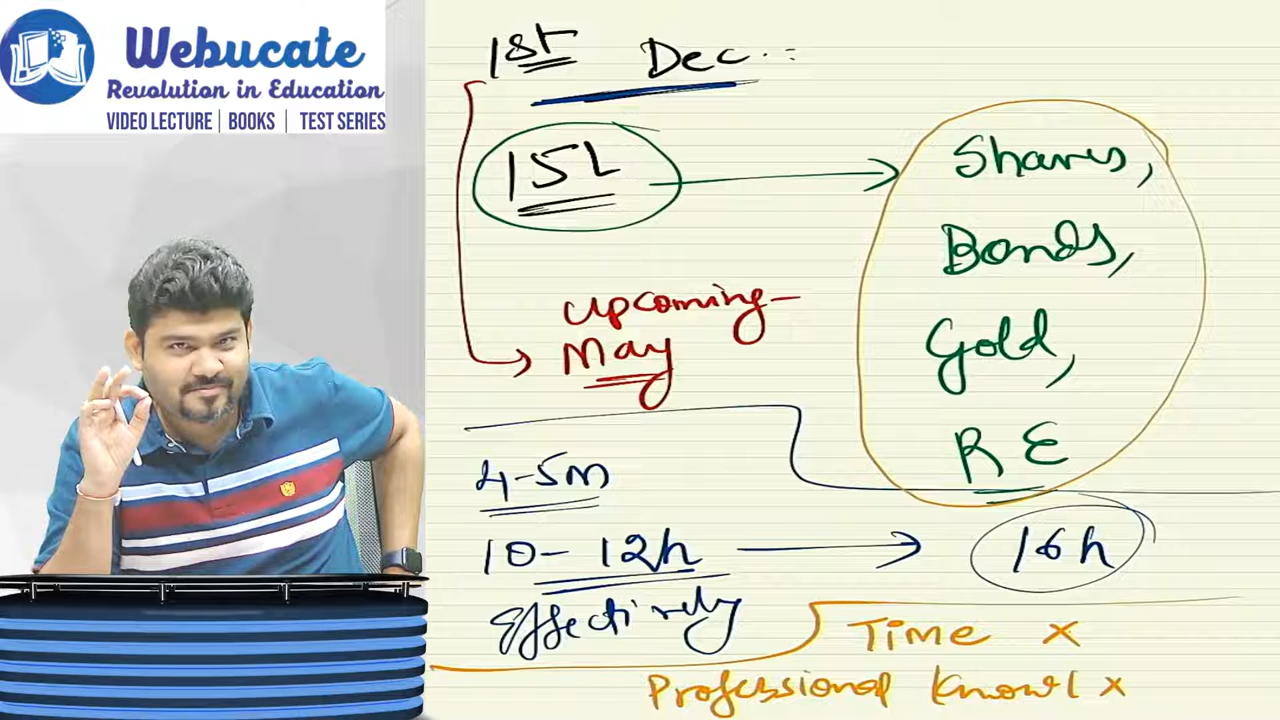 Webucate
Revolution in Education
VIDEO LECTURE | BOOKS | TEST SERIES
1st Dec..
15L
Shares,
Bonds,
Gold,
RE
upcoming
May
4-5m
10-12h
16h
Effectively
Time x
Professional Knowl x